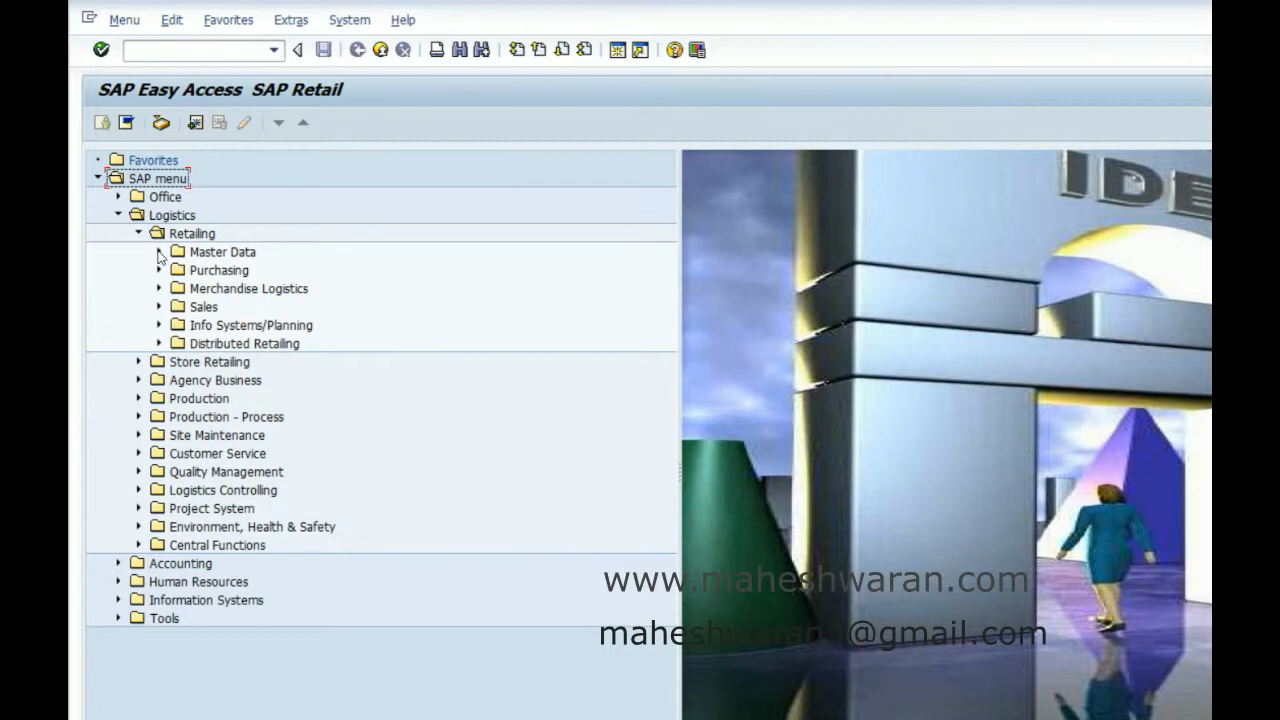 Menu Edit Favorites Extras System Help
SAP Easy Access SAP Retail
Favorites
SAP menu
Office
Logistics
Retailing
Master Data
Purchasing
Merchandise Logistics
Sales
Info Systems/Planning
Distributed Retailing
Store Retailing
Agency Business
Production
Production - Process
Site Maintenance
Customer Service
Quality Management
Logistics Controlling
Project System
Environment, Health & Safety
Central Functions
Accounting
Human Resources
Information Systems
Tools
IDE
www.maheshwaran.com